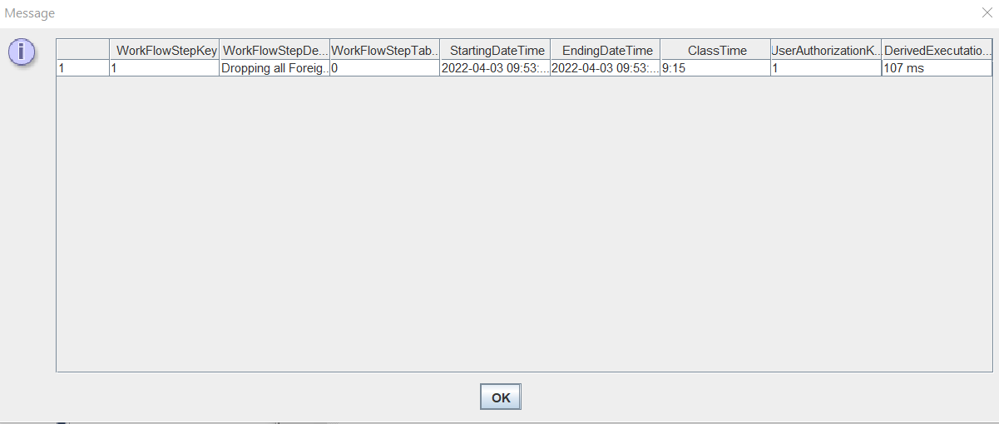 Message
WorkFlowStepKey WorkFlowStepDe... WorkFlowStepTab... StartingDateTime EndingDateTime ClassTime UserAuthorizationK... DerivedExecutatio...
1 1 Dropping all Foreig... 0 2022-04-03 09:53:... 2022-04-03 09:53:... 9:15 1 107 ms
OK